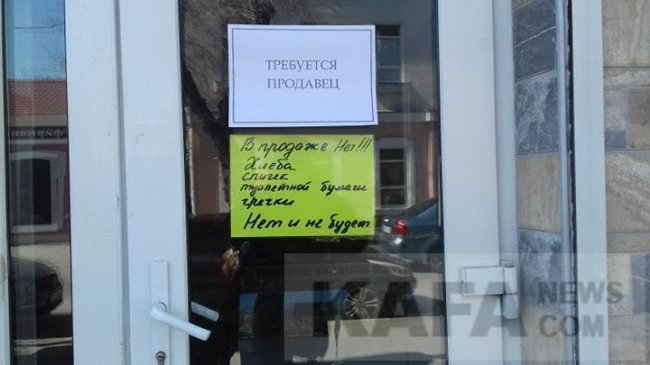 ТРЕБУЕТСЯ
ПРОДАВЕЦ
В продаже Нет!!!
Хлеба
спичек
туалетной бумаги
гречки
Нет и не будет
KAFA NEWS
COM